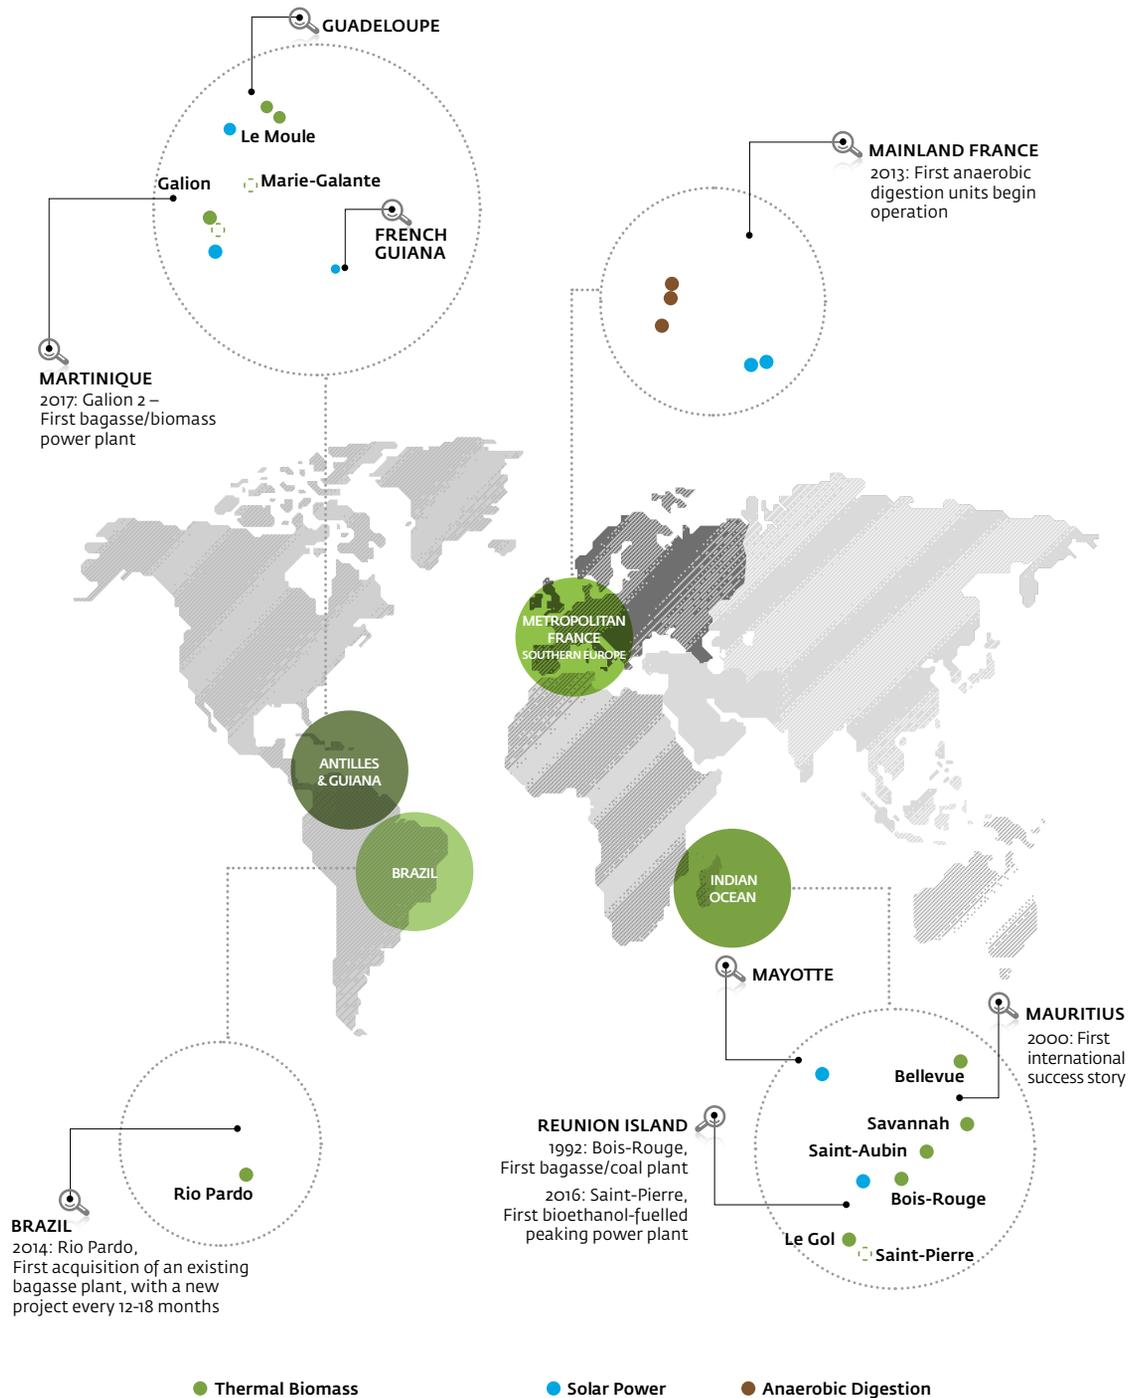 GUADELOUPE
Le Moule
Galion
Marie-Galante
FRENCH
GUIANA
MARTINIQUE
2017: Galion 2 –
First bagasse/biomass
power plant
MAINLAND FRANCE
2013: First anaerobic
digestion units begin
operation
METROPOLITAN
FRANCE
SOUTHERN EUROPE
ANTILLES
& GUIANA
BRAZIL
INDIAN
OCEAN
MAYOTTE
MAURITIUS
2000: First
international
success story
Bellevue
Savannah
Saint-Aubin
Bois-Rouge
Le Gol
Saint-Pierre
REUNION ISLAND
1992: Bois-Rouge,
First bagasse/coal plant
2016: Saint-Pierre,
First bioethanol-fuelled
peaking power plant
Rio Pardo
BRAZIL
2014: Rio Pardo,
First acquisition of an existing
bagasse plant, with a new
project every 12-18 months
Thermal Biomass
Solar Power
Anaerobic Digestion